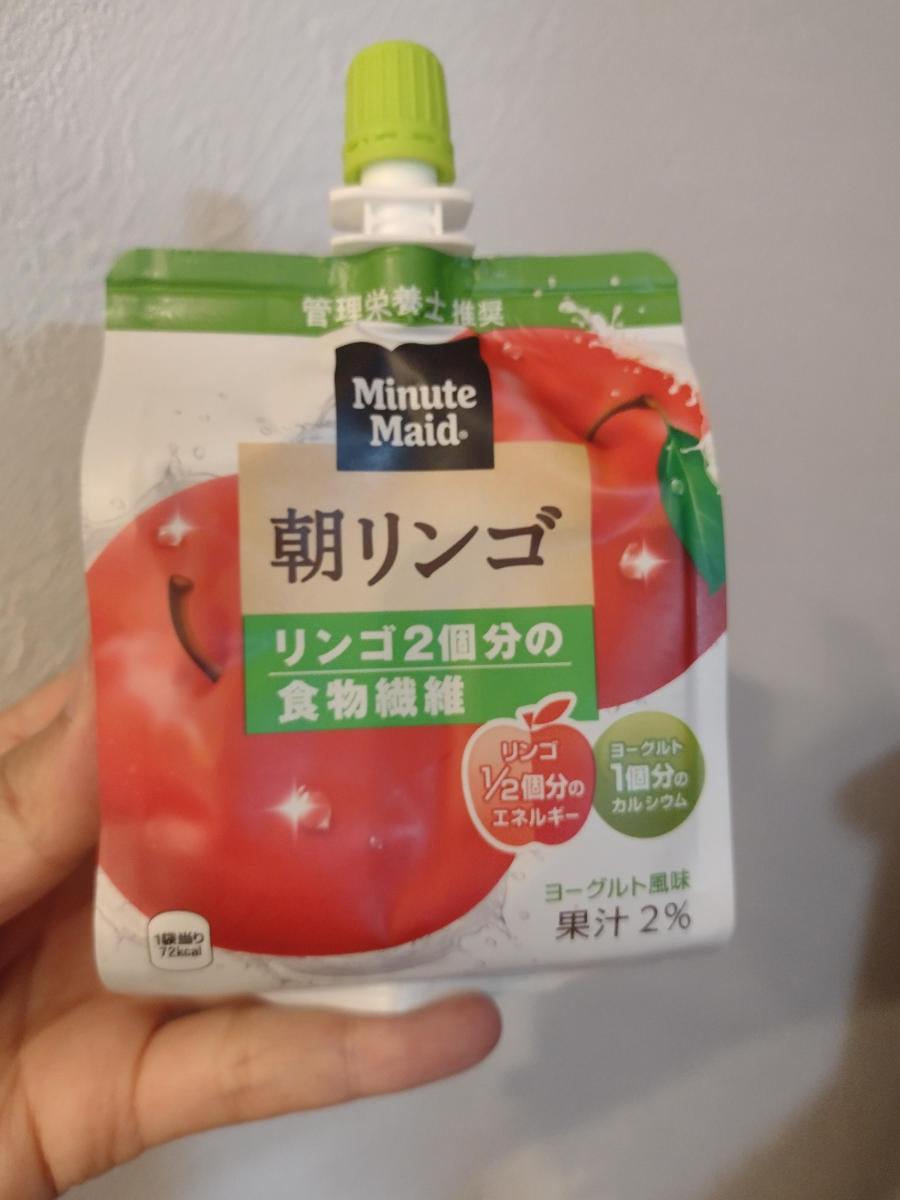 管理栄養士推奨
Minute
Maid®
朝リンゴ
リンゴ2個分の
食物繊維
リンゴ
1/2個分の
エネルギー
ヨーグルト
1個分の
カルシウム
ヨーグルト風味
果汁2%
1袋当り
72kcal